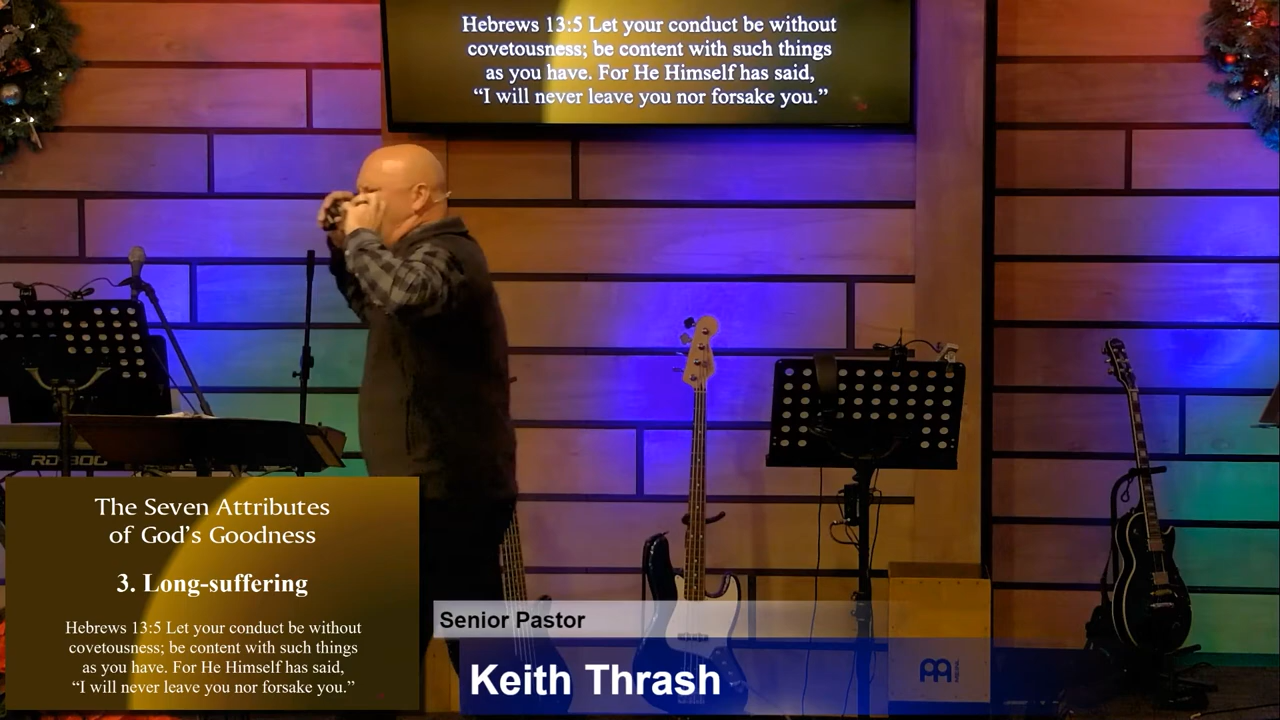 Hebrews 13:5 Let your conduct be without
covetousness; be content with such things
as you have. For He Himself has said,
“I will never leave you nor forsake you.”
The Seven Attributes
of God’s Goodness
3. Long-suffering
Hebrews 13:5 Let your conduct be without
covetousness; be content with such things
as you have. For He Himself has said,
“I will never leave you nor forsake you.”
Senior Pastor
Keith Thrash